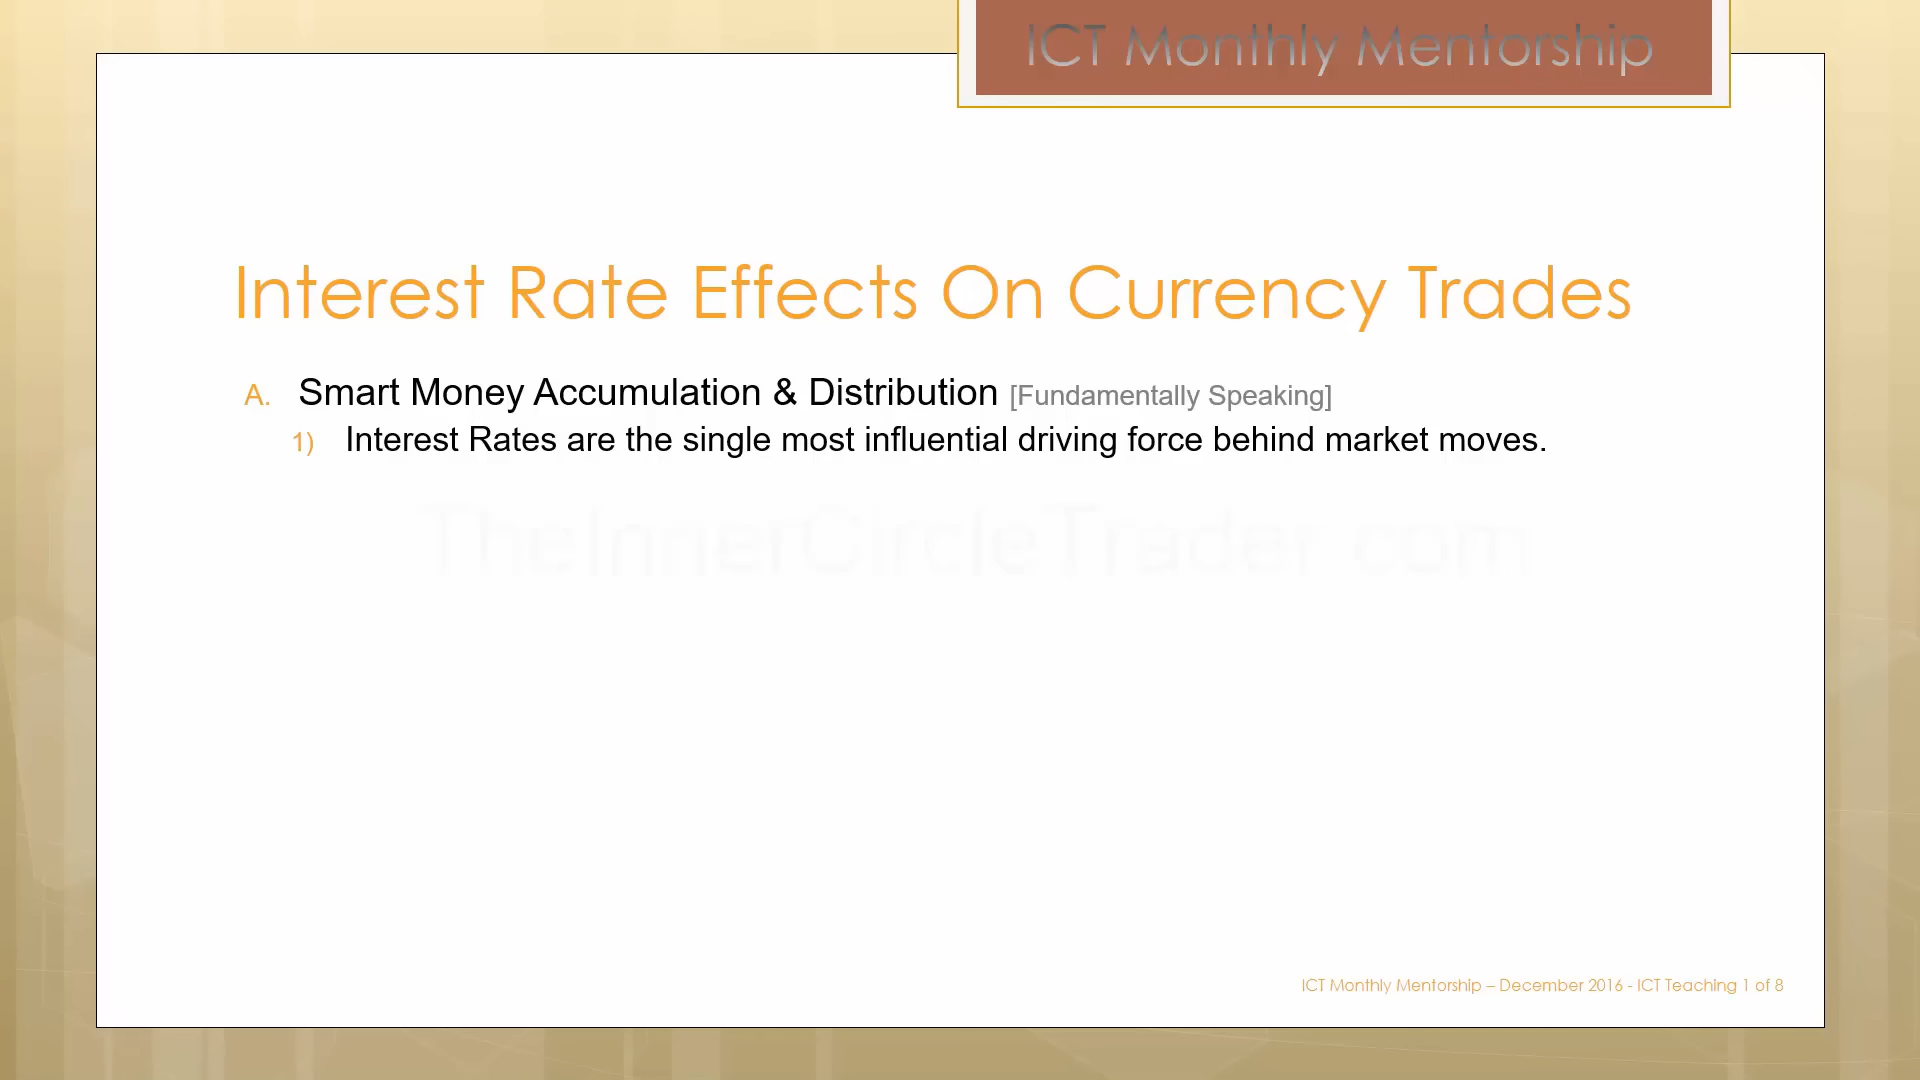 ICT Monthly Mentorship
Interest Rate Effects On Currency Trades
A. Smart Money Accumulation & Distribution [Fundamentally Speaking]
1) Interest Rates are the single most influential driving force behind market moves.
TheInnerCircleTrader.com
ICT Monthly Mentorship – December 2016 - ICT Teaching 1 of 8